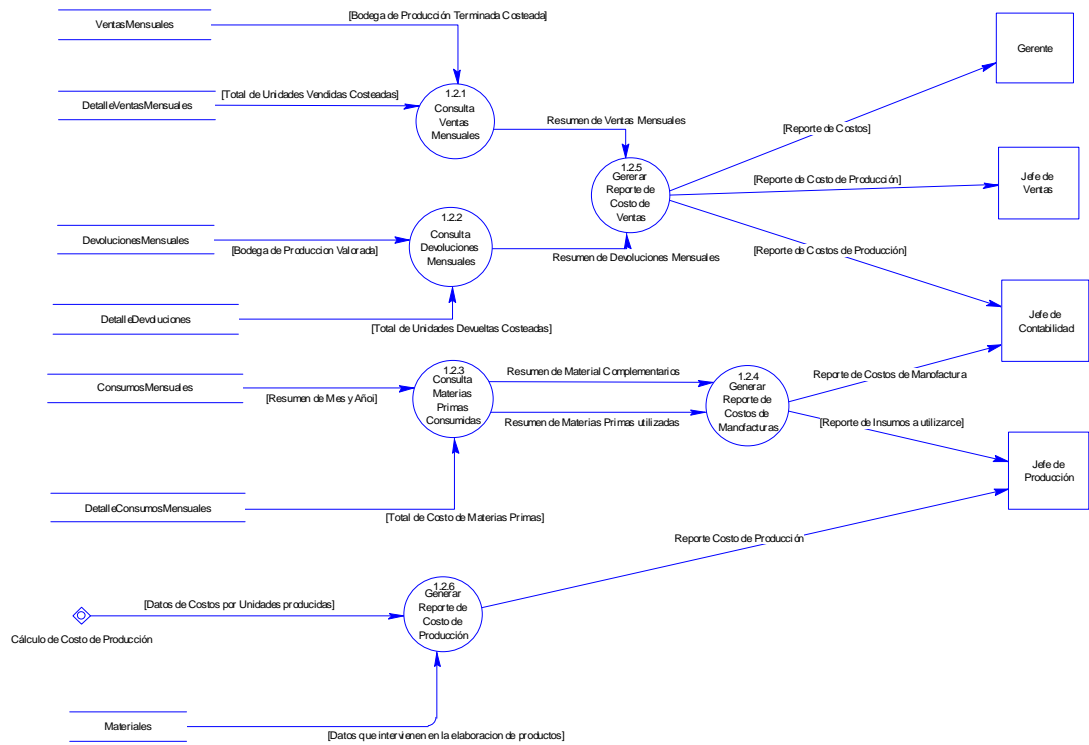 [Bodega de Producción Terminada Costeada]
VentasMensuales
Gerente
[Total de Unidades Vendidas Costeadas]
DetalleVentasMensuales
1.2.1
Consulta
Ventas
Mensuales
Resumen de Ventas Mensuales
[Reporte de Costos]
1.2.5
Gererar
Reporte de
Costo de
Ventas
[Reporte de Costo de Producción]
Jefe de
Ventas
1.2.2
Consulta
Devoluciones
Mensuales
DevolucionesMensuales
[Bodega de Produccion Valorada]
Resumen de Devoluciones Mensuales
[Reporte de Costos de Producción]
DetalleDevoluciones
[Total de Unidades Devueltas Costeadas]
Jefe de
Contabilidad
1.2.3
Consulta
Materias
Primas
Consumidas
ConsumosMensuales
[Resumen de Mes y Añoi]
Resumen de Material Complementarios
Resumen de Materias Primas utilizadas
1.2.4
Generar
Reporte de
Costos de
Manofacturas
Reporte de Costos de Manofactura
[Reporte de Insumos a utilizarce]
Jefe de
Producción
DetalleConsumosMensuales
[Total de Costo de Materias Primas]
Reporte Costo de Producción
1.2.6
Generar
Reporte de
Costo de
Producción
[Datos de Costos por Unidades producidas]
Cálculo de Costo de Producción
Materiales
[Datos que intervienen en la elaboracion de productos]